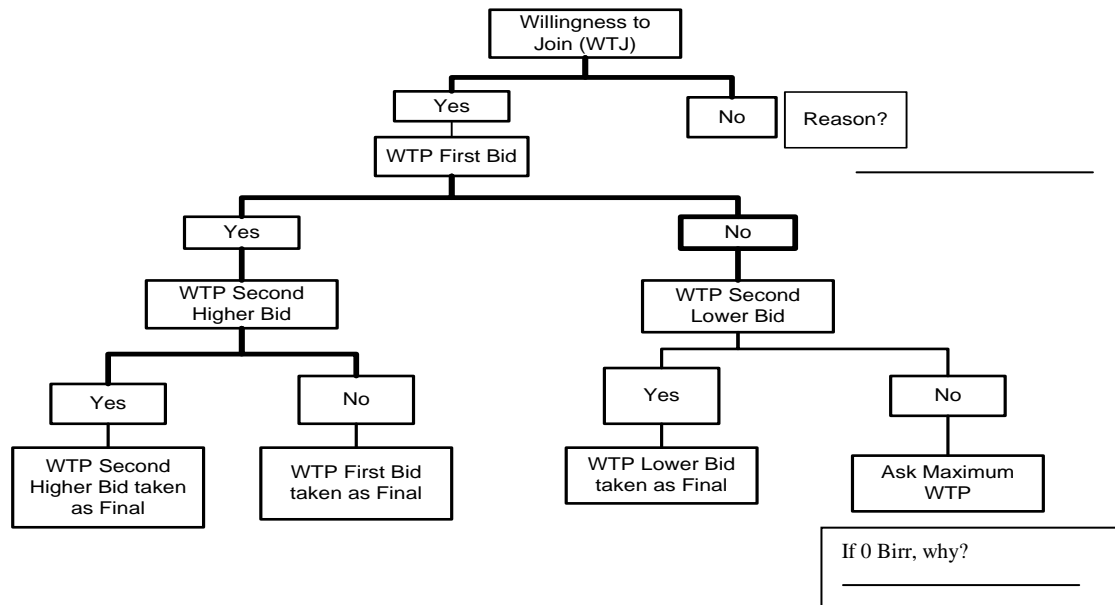 Willingness to
Join (WTJ)
Yes
No
Reason?
WTP First Bid
Yes
No
WTP Second
Higher Bid
WTP Second
Lower Bid
Yes
No
Yes
No
WTP Second
Higher Bid taken
as Final
WTP First Bid
taken as Final
WTP Lower Bid
taken as Final
Ask Maximum
WTP
If 0 Birr, why?